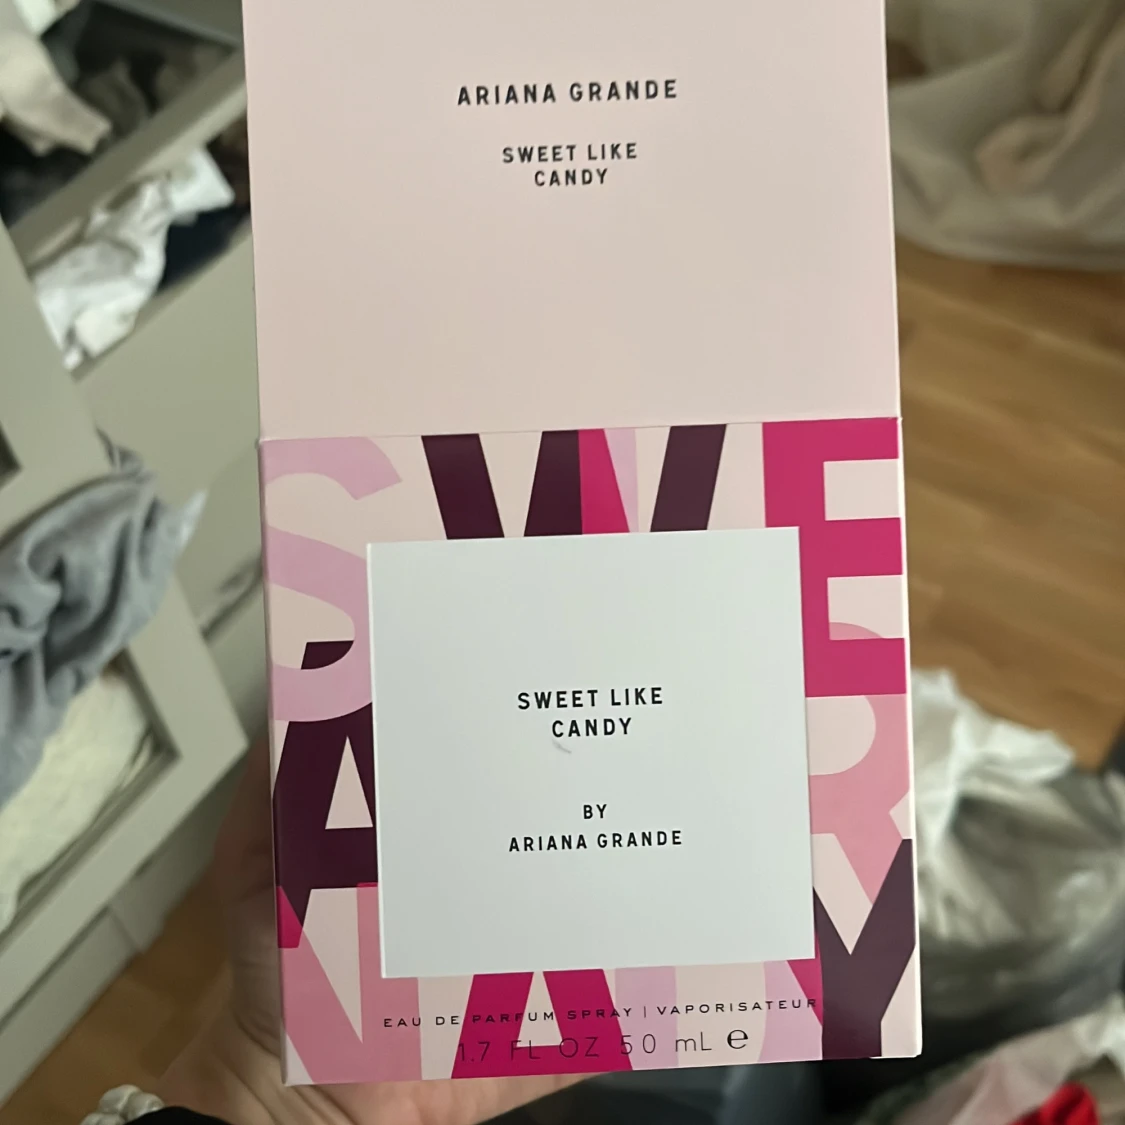 ARIANA GRANDE
SWEET LIKE
CANDY
SWEET LIKE
CANDY
BY
ARIANA GRANDE
EAU DE PARFUM SPRAY | VAPORISATEUR
1.7 FL OZ 50 mL ℮